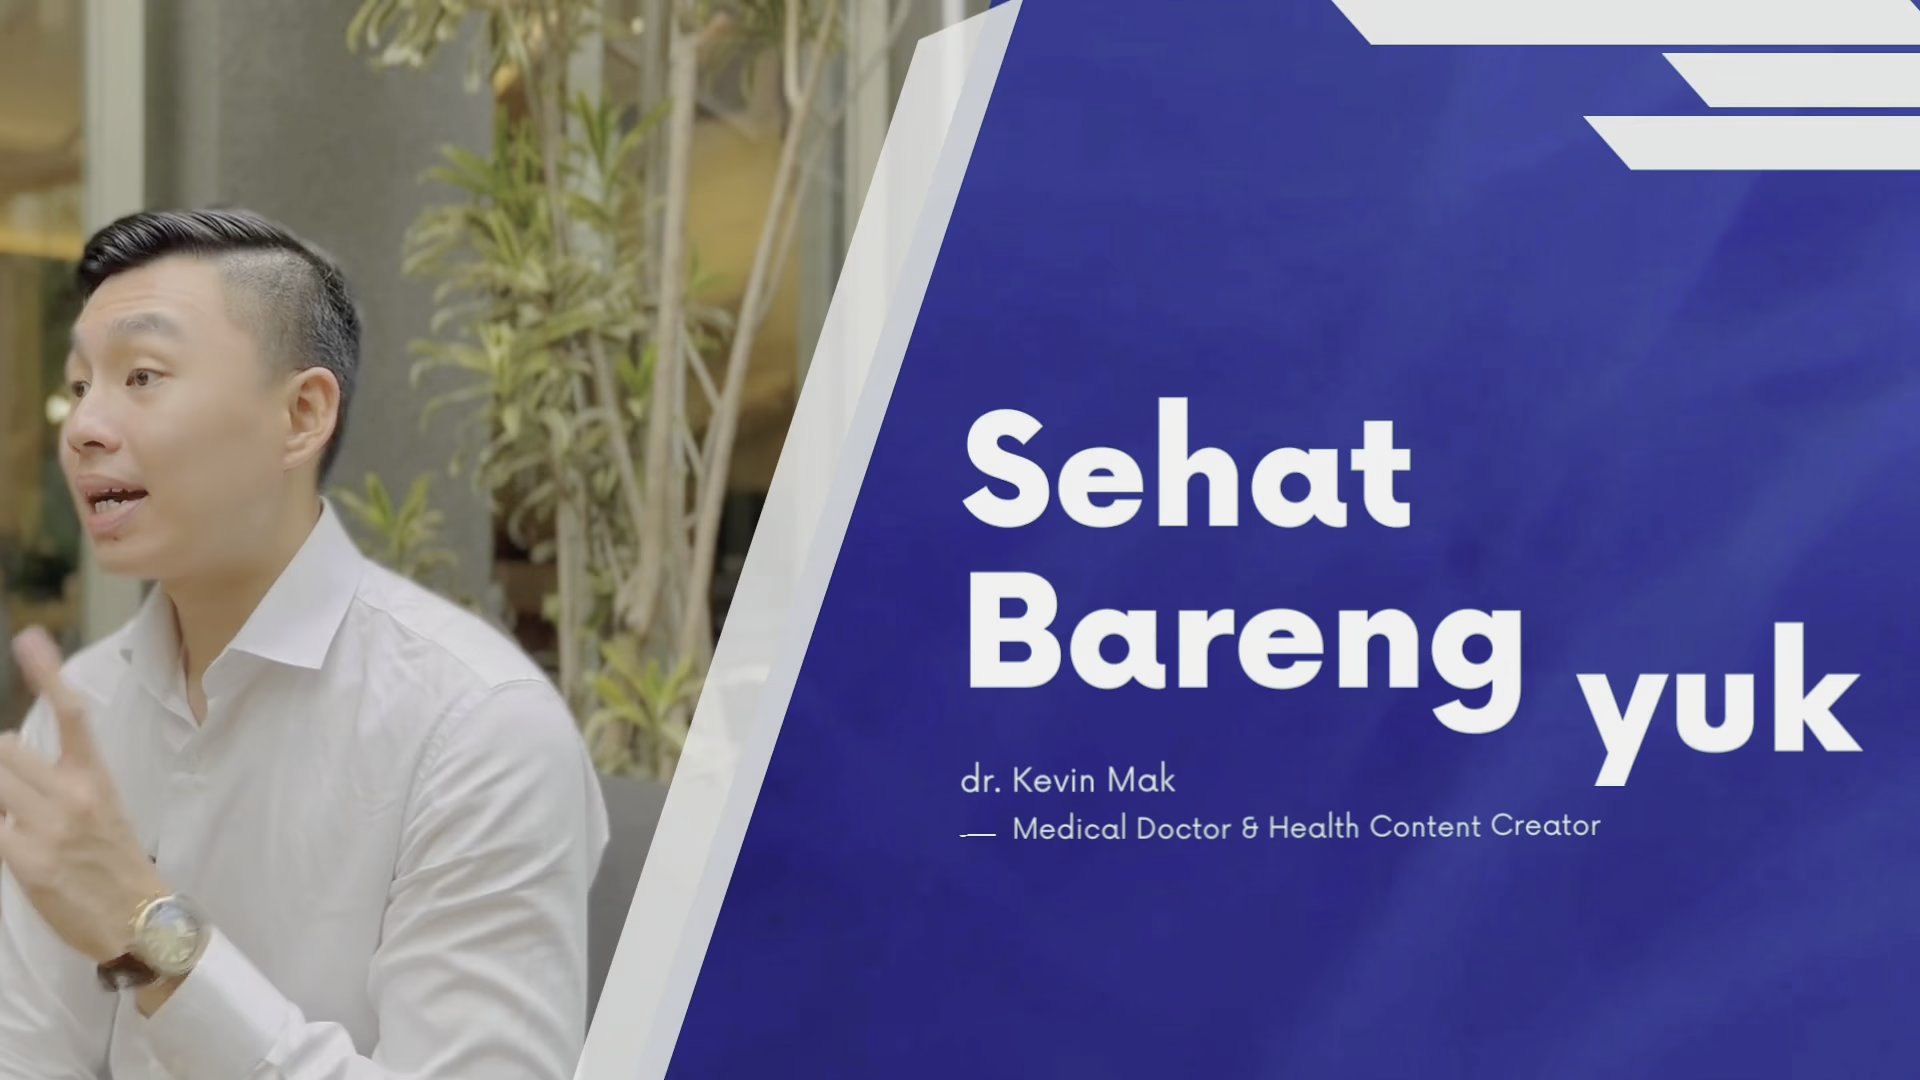 Sehat
Bareng yuk
dr. Kevin Mak
— Medical Doctor & Health Content Creator